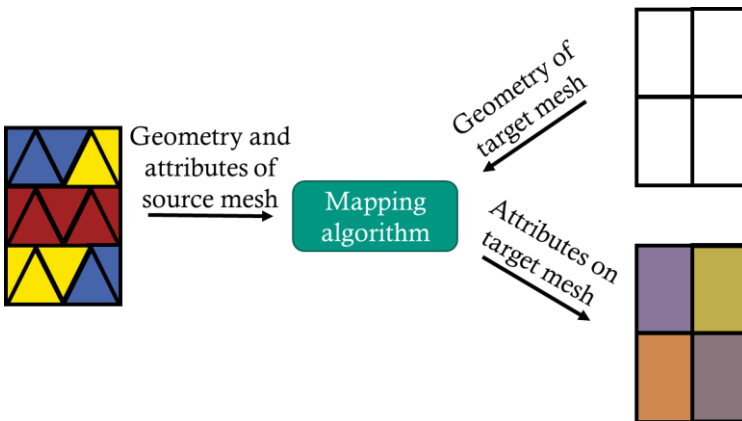 Geometry and
attributes of
source mesh
Mapping
algorithm
Geometry of
target mesh
Attributes on
target mesh